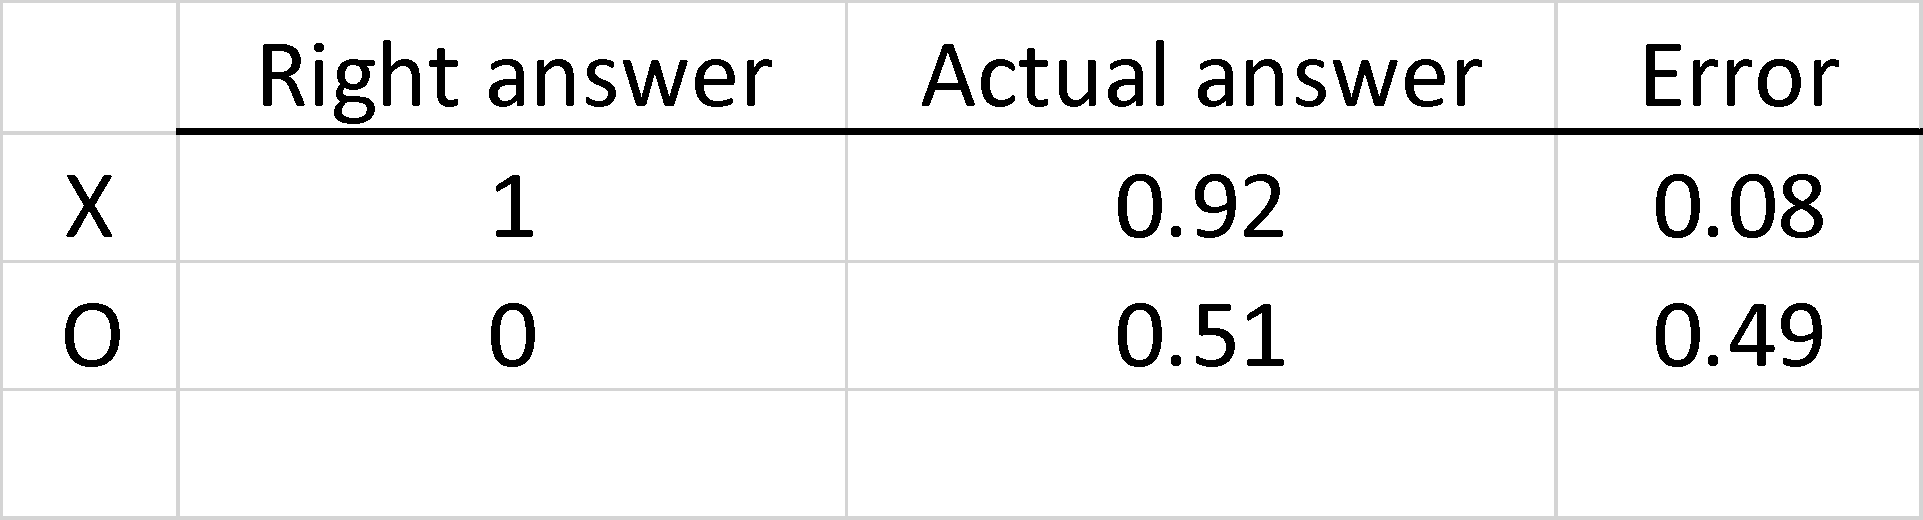 Right answer Actual answer Error
X 1 0.92 0.08
O 0 0.51 0.49